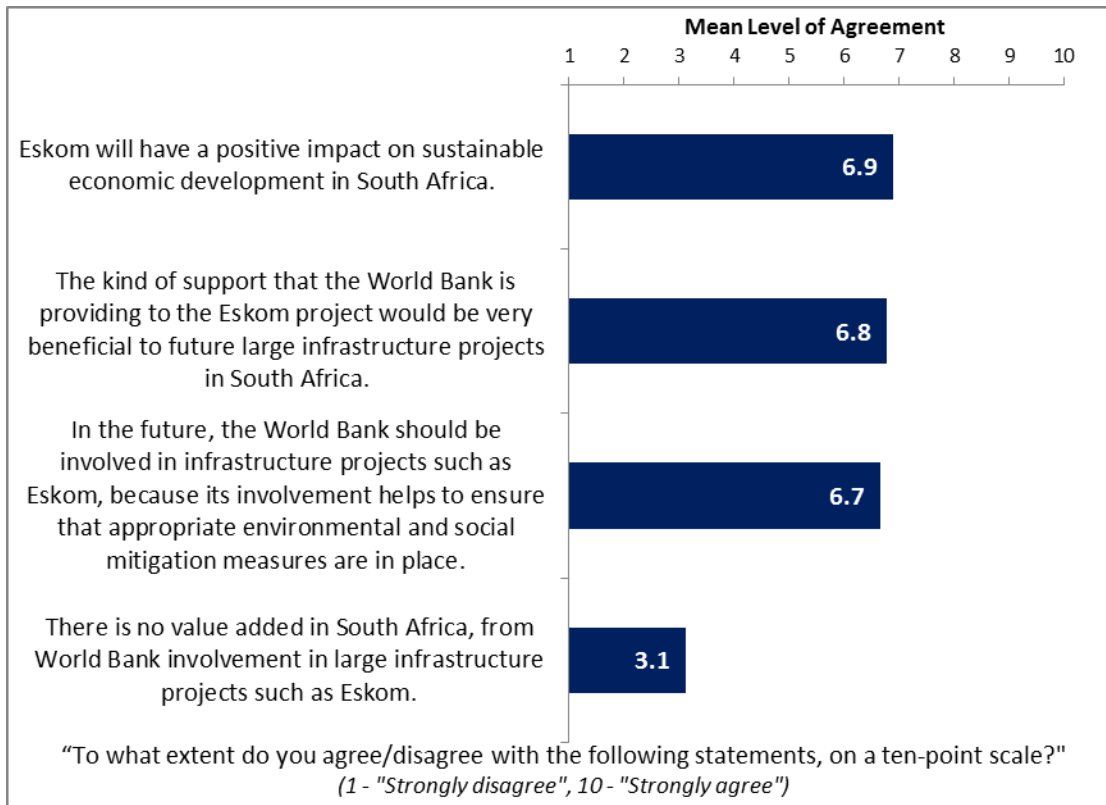 Mean Level of Agreement
1 2 3 4 5 6 7 8 9 10
Eskom will have a positive impact on sustainable
economic development in South Africa.
6.9
The kind of support that the World Bank is
providing to the Eskom project would be very
beneficial to future large infrastructure projects
in South Africa.
6.8
In the future, the World Bank should be
involved in infrastructure projects such as
Eskom, because its involvement helps to ensure
that appropriate environmental and social
mitigation measures are in place.
6.7
There is no value added in South Africa, from
World Bank involvement in large infrastructure
projects such as Eskom.
3.1
“To what extent do you agree/disagree with the following statements, on a ten-point scale?"
(1 - "Strongly disagree", 10 - "Strongly agree")